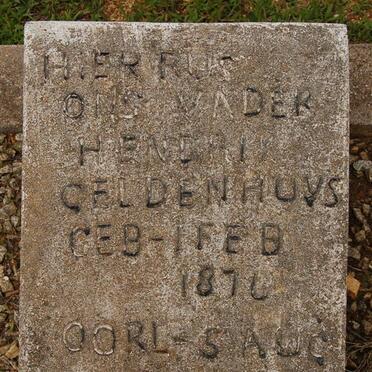 HIER RUS
ONS VADER
HENDRIK
GELDENHUYS
GEB-1 FEB
1870
OORL-5 AUG